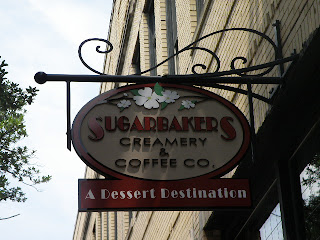 SUGARBAKERS
CREAMERY
&
COFFEE CO.
A DESSERT DESTINATION